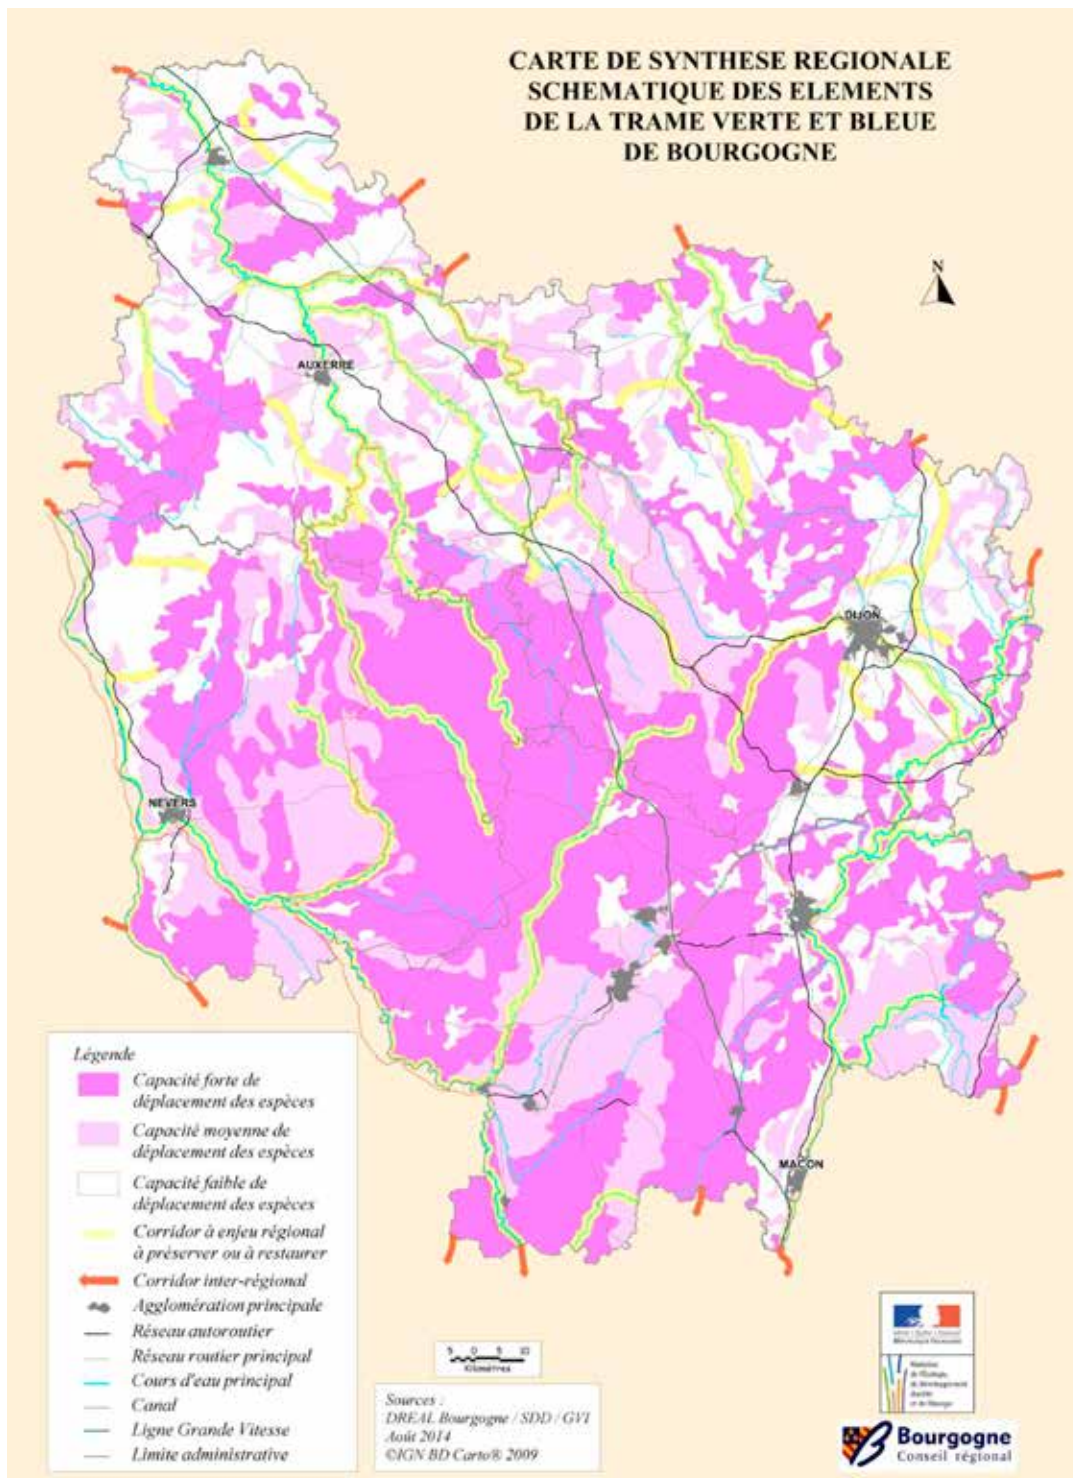 CARTE DE SYNTHESE REGIONALE
SCHEMATIQUE DES ELEMENTS
DE LA TRAME VERTE ET BLEUE
DE BOURGOGNE
N
AUXERRE
DIJON
NEVERS
MACON
Légende
Capacité forte de
déplacement des espèces
Capacité moyenne de
déplacement des espèces
Capacité faible de
déplacement des espèces
Corridor à enjeu régional
à préserver ou à restaurer
Corridor inter-régional
Agglomération principale
Réseau autoroutier
Réseau routier principal
Cours d'eau principal
Canal
Ligne Grande Vitesse
Limite administrative
5 0 5 10
Kilomètres
Sources :
DREAL Bourgogne / SDD / GVI
Août 2014
©IGN BD Carto® 2009
Bourgogne
Conseil régional